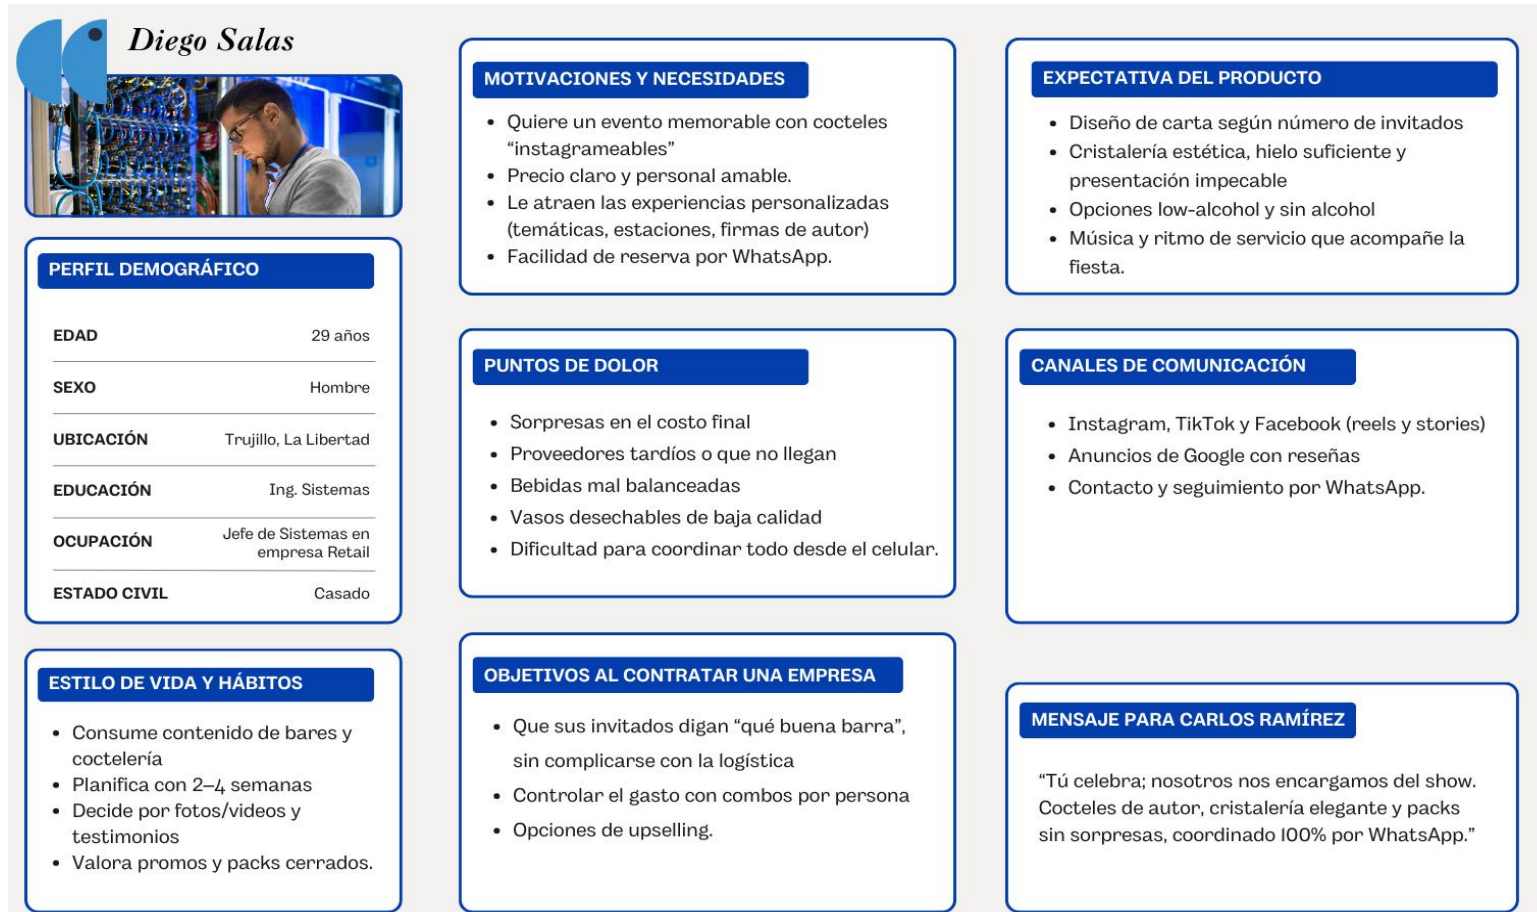 Diego Salas
PERFIL DEMOGRÁFICO
EDAD 29 años
SEXO Hombre
UBICACIÓN Trujillo, La Libertad
EDUCACIÓN Ing. Sistemas
OCUPACIÓN Jefe de Sistemas en
empresa Retail
ESTADO CIVIL Casado
ESTILO DE VIDA Y HÁBITOS
• Consume contenido de bares y
coctelería
• Planifica con 2–4 semanas
• Decide por fotos/videos y
testimonios
• Valora promos y packs cerrados.
MOTIVACIONES Y NECESIDADES
• Quiere un evento memorable con cocteles
“instagrameables”
• Precio claro y personal amable.
• Le atraen las experiencias personalizadas
(temáticas, estaciones, firmas de autor)
• Facilidad de reserva por WhatsApp.
PUNTOS DE DOLOR
• Sorpresas en el costo final
• Proveedores tardíos o que no llegan
• Bebidas mal balanceadas
• Vasos desechables de baja calidad
• Dificultad para coordinar todo desde el celular.
OBJETIVOS AL CONTRATAR UNA EMPRESA
• Que sus invitados digan “qué buena barra”,
sin complicarse con la logística
• Controlar el gasto con combos por persona
• Opciones de upselling.
EXPECTATIVA DEL PRODUCTO
• Diseño de carta según número de invitados
• Cristalería estética, hielo suficiente y
presentación impecable
• Opciones low-alcohol y sin alcohol
• Música y ritmo de servicio que acompañe la
fiesta.
CANALES DE COMUNICACIÓN
• Instagram, TikTok y Facebook (reels y stories)
• Anuncios de Google con reseñas
• Contacto y seguimiento por WhatsApp.
MENSAJE PARA CARLOS RAMÍREZ
“Tú celebra; nosotros nos encargamos del show.
Cocteles de autor, cristalería elegante y packs
sin sorpresas, coordinado 100% por WhatsApp.”